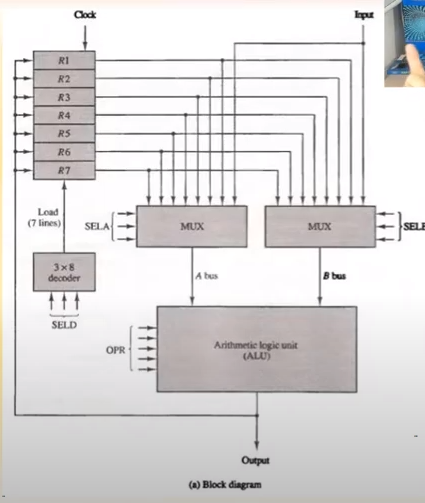 Clock
Input
R1
R2
R3
R4
R5
R6
R7
Load
(7 lines)
SELA
MUX
MUX
SELB
3 × 8
decoder
A bus
B bus
SELD
OPR
Arithmetic logic unit
(ALU)
Output
(a) Block diagram